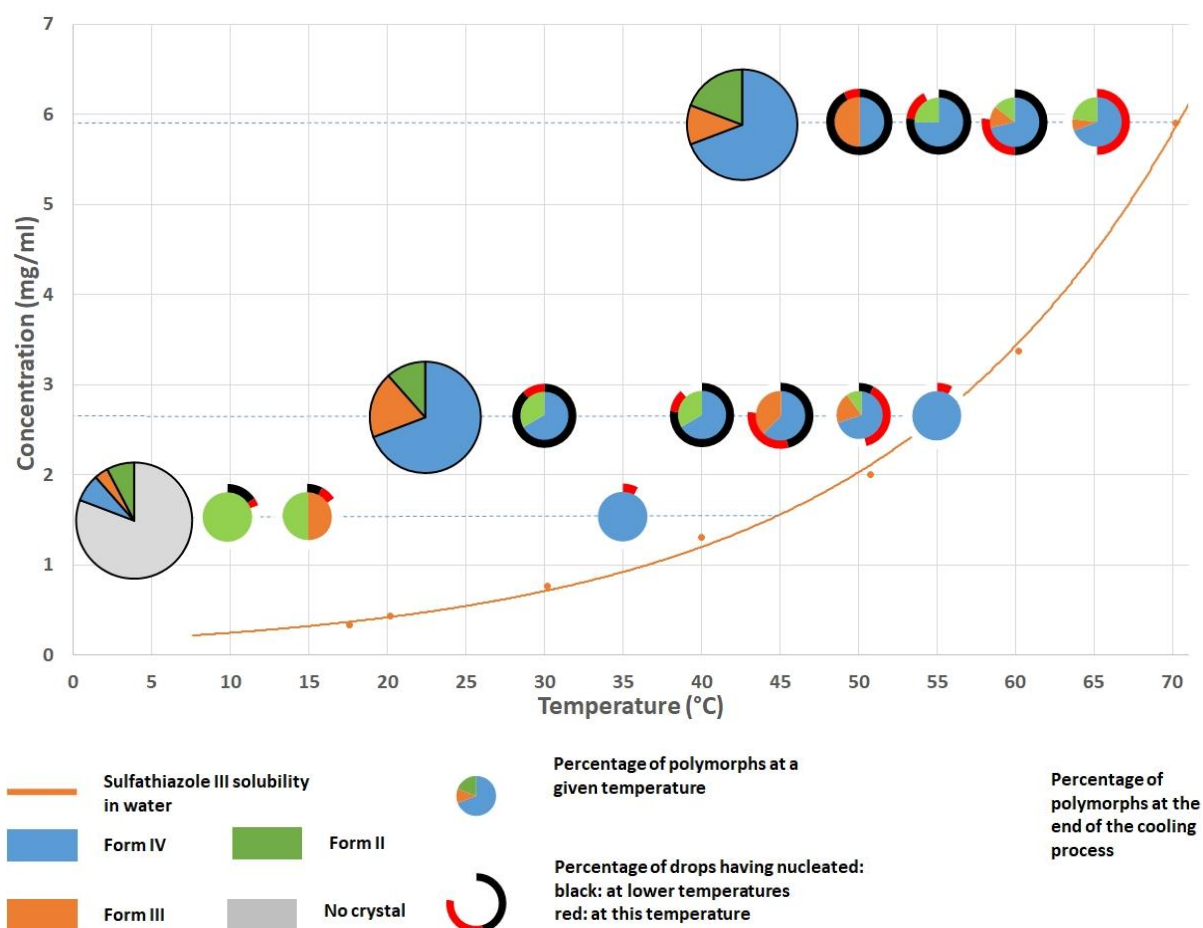 7
6
5
4
3
2
1
0
Concentration (mg/ml)
0 5 10 15 20 25 30 35 40 45 50 55 60 65 70
Temperature (°C)
Sulfathiazole III solubility
in water
Form IV
Form II
Form III
No crystal
Percentage of polymorphs at a
given temperature
Percentage of drops having nucleated:
black: at lower temperatures
red: at this temperature
Percentage of
polymorphs at the
end of the cooling
process